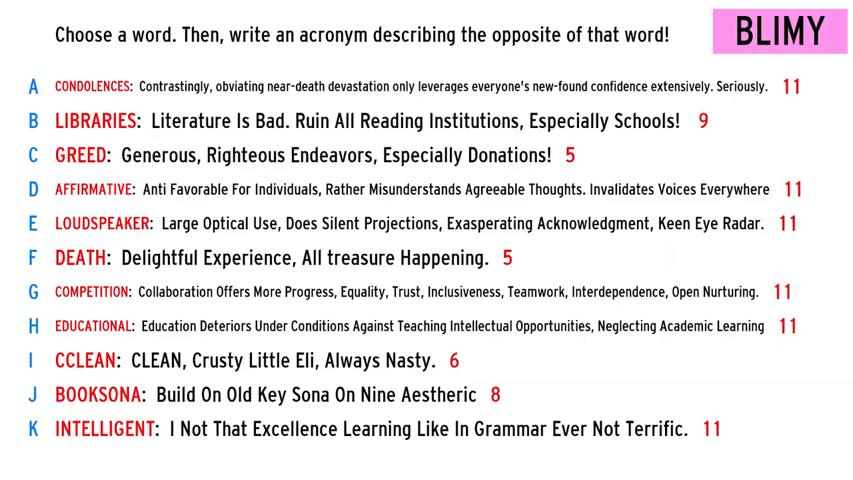 Choose a word. Then, write an acronym describing the opposite of that word!
BLIMY
A CONDOLENCES: Contrastingly, obviating near-death devastation only leverages everyone's new-found confidence extensively. Seriously. 11
B LIBRARIES: Literature Is Bad. Ruin All Reading Institutions, Especially Schools! 9
C GREED: Generous, Righteous Endeavors, Especially Donations! 5
D AFFIRMATIVE: Anti Favorable For Individuals, Rather Misunderstands Agreeable Thoughts. Invalidates Voices Everywhere 11
E LOUDSPEAKER: Large Optical Use, Does Silent Projections, Exasperating Acknowledgment, Keen Eye Radar. 11
F DEATH: Delightful Experience, All treasure Happening. 5
G COMPETITION: Collaboration Offers More Progress, Equality, Trust, Inclusiveness, Teamwork, Interdependence, Open Nurturing. 11
H EDUCATIONAL: Education Deteriors Under Conditions Against Teaching Intellectual Opportunities, Neglecting Academic Learning 11
I CCLEAN: CLEAN, Crusty Little Eli, Always Nasty. 6
J BOOKSONA: Build On Old Key Sona On Nine Aestheric 8
K INTELLIGENT: I Not That Excellence Learning Like In Grammar Ever Not Terrific. 11